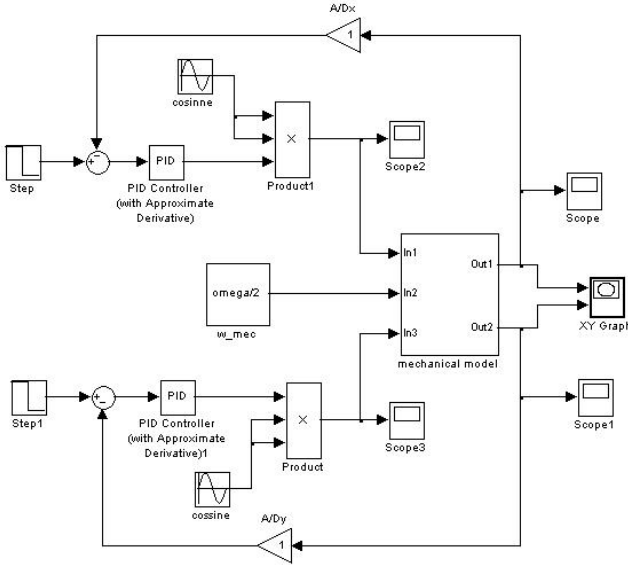 A/Dx
1
cosinne
PID
×
Step
PID Controller
(with Approximate
Derivative)
Product1
Scope2
Scope
In1
Out1
omega/2
In2
w_mec
In3
Out2
XY Graph
mechanical model
PID
×
Step1
PID Controller
(with Approximate
Derivative)1
Product
Scope3
Scope1
cossine
A/Dy
1